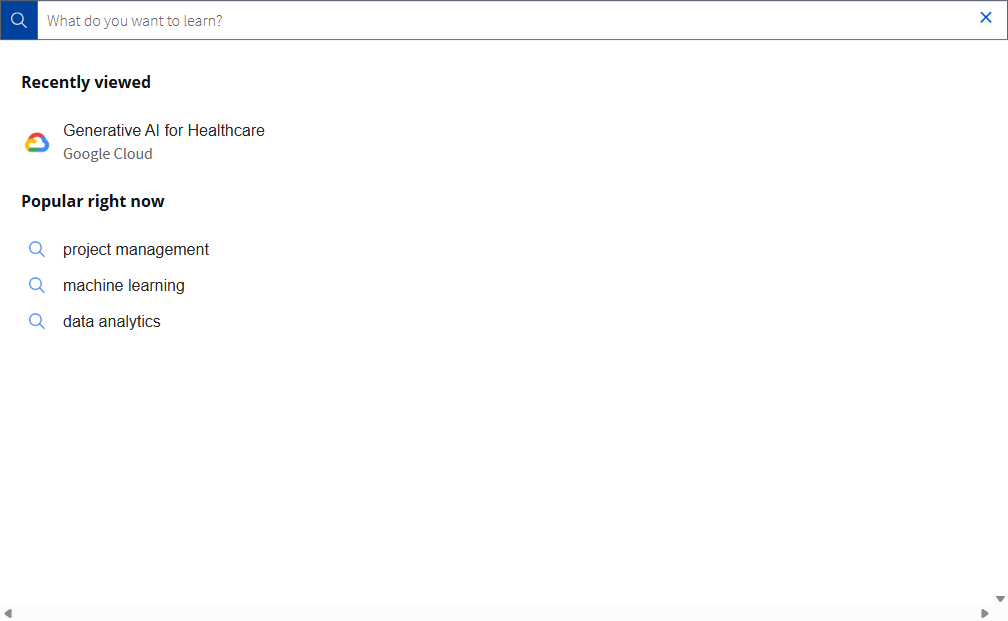 What do you want to learn?
Recently viewed
Generative AI for Healthcare
Google Cloud
Popular right now
project management
machine learning
data analytics